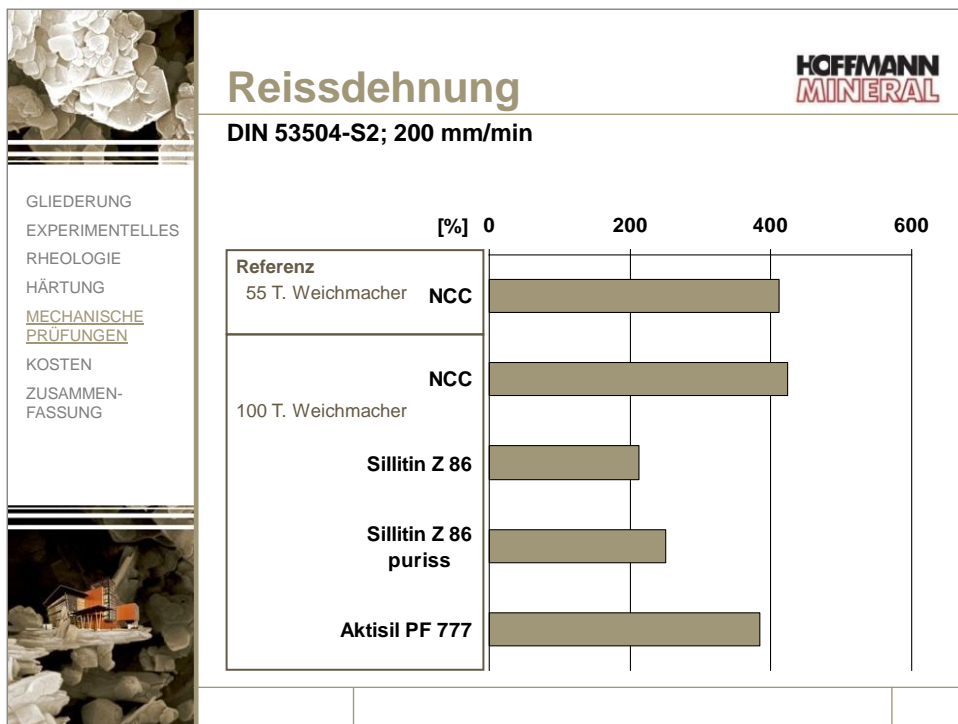 Reissdehnung
HOFFMANN
MINERAL
DIN 53504-S2; 200 mm/min
GLIEDERUNG
EXPERIMENTELLES
RHEOLOGIE
HÄRTUNG
MECHANISCHE
PRÜFUNGEN
KOSTEN
ZUSAMMEN-
FASSUNG
[%] 0 200 400 600
Referenz
55 T. Weichmacher NCC
NCC
100 T. Weichmacher
Sillitin Z 86
Sillitin Z 86
puriss
Aktisil PF 777